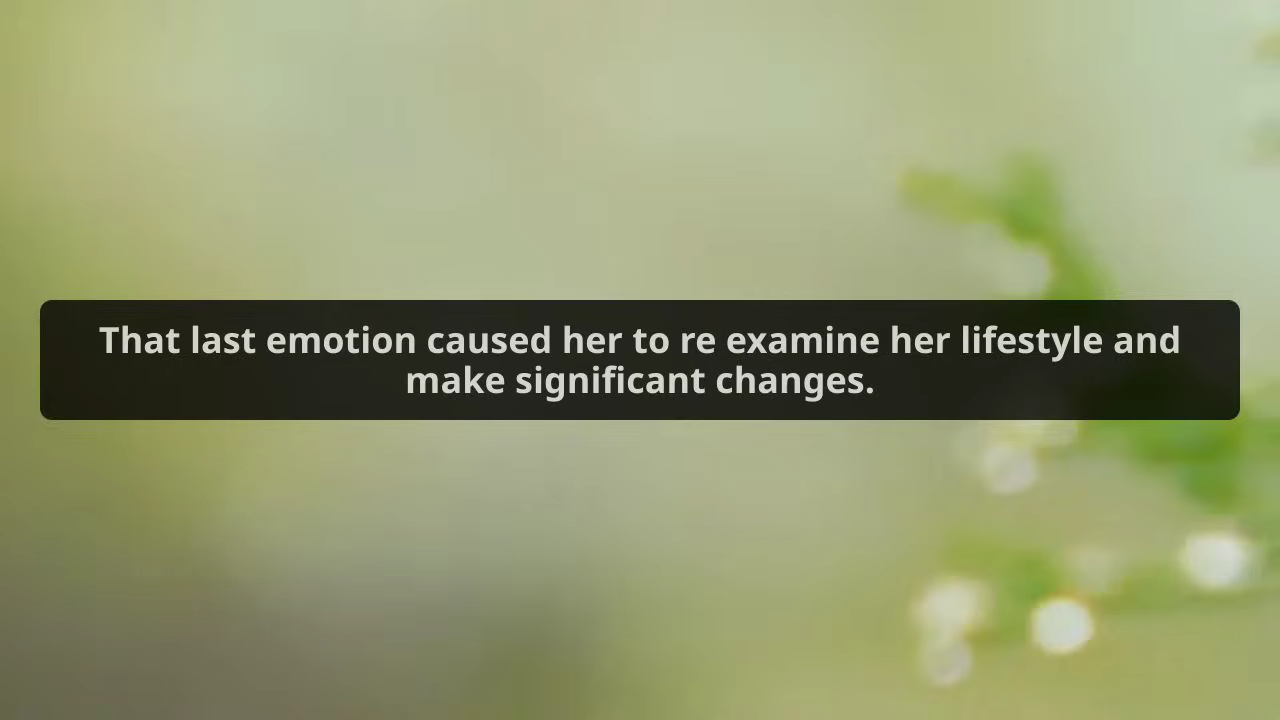 That last emotion caused her to re examine her lifestyle and
make significant changes.